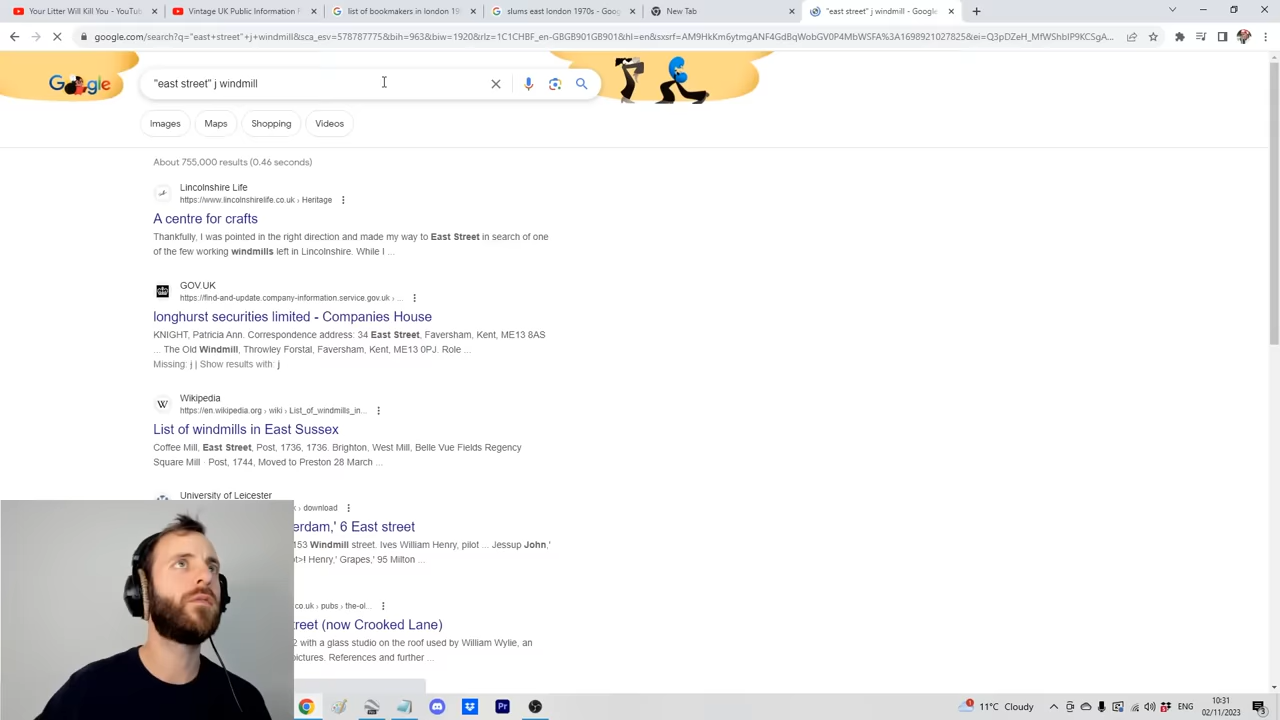 Your Litter Will Kill You - Yo
Vintage UK Public Information F
list of bookmakers in london 19
slums east london 1970s - Goog
New Tab
"east street" j windmill - Googl
google.com/search?q="east+street"+j+windmill&sca_esv=578787775&bih=963&biw=1920&rlz=1C1CHBF_en-GBGB901GB901&hl=en&sxsrf=AM9HkKm6ytmgANF4GdBqWobGV0P4MbWSFA%3A1698921027825&ei=Q3pDZeH_MfWShbIP9KCSgA...
Google
"east street" j windmill
Images
Maps
Shopping
Videos
About 755,000 results (0.46 seconds)
Lincolnshire Life
https://www.lincolnshirelife.co.uk › Heritage
A centre for crafts
Thankfully, I was pointed in the right direction and made my way to East Street in search of one
of the few working windmills left in Lincolnshire. While I ...
GOV.UK
https://find-and-update.company-information.service.gov.uk › ...
longhurst securities limited - Companies House
KNIGHT, Patricia Ann. Correspondence address: 34 East Street, Faversham, Kent, ME13 8AS
... The Old Windmill, Throwley Forstal, Faversham, Kent, ME13 0PJ. Role ...
Missing: j | Show results with: j
Wikipedia
https://en.wikipedia.org › wiki › List_of_windmills_in...
List of windmills in East Sussex
Coffee Mill, East Street, Post, 1736, 1736. Brighton, West Mill, Belle Vue Fields Regency
Square Mill · Post, 1744, Moved to Preston 28 March ...
University of Leicester
› download
erdam,' 6 East street
153 Windmill street. Ives William Henry, pilot ... Jessup John,'
>! Henry,' Grapes,' 95 Milton ...
co.uk › pubs › the-ol...
reet (now Crooked Lane)
2 with a glass studio on the roof used by William Wylie, an
pictures. References and further ...
11°C Cloudy
ENG
10:31
02/11/2023